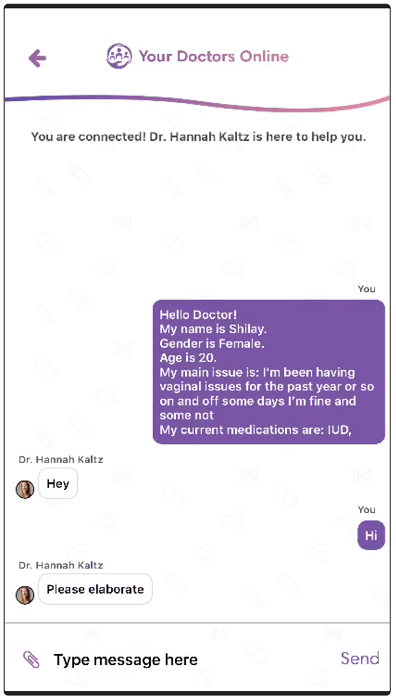 Your Doctors Online
You are connected! Dr. Hannah Kaltz is here to help you.
You
Hello Doctor!
My name is Shilay.
Gender is Female.
Age is 20.
My main issue is: I'm been having
vaginal issues for the past year or so
on and off some days I'm fine and
some not
My current medications are: IUD,
Dr. Hannah Kaltz
Hey
You
Hi
Dr. Hannah Kaltz
Please elaborate
Type message here
Send